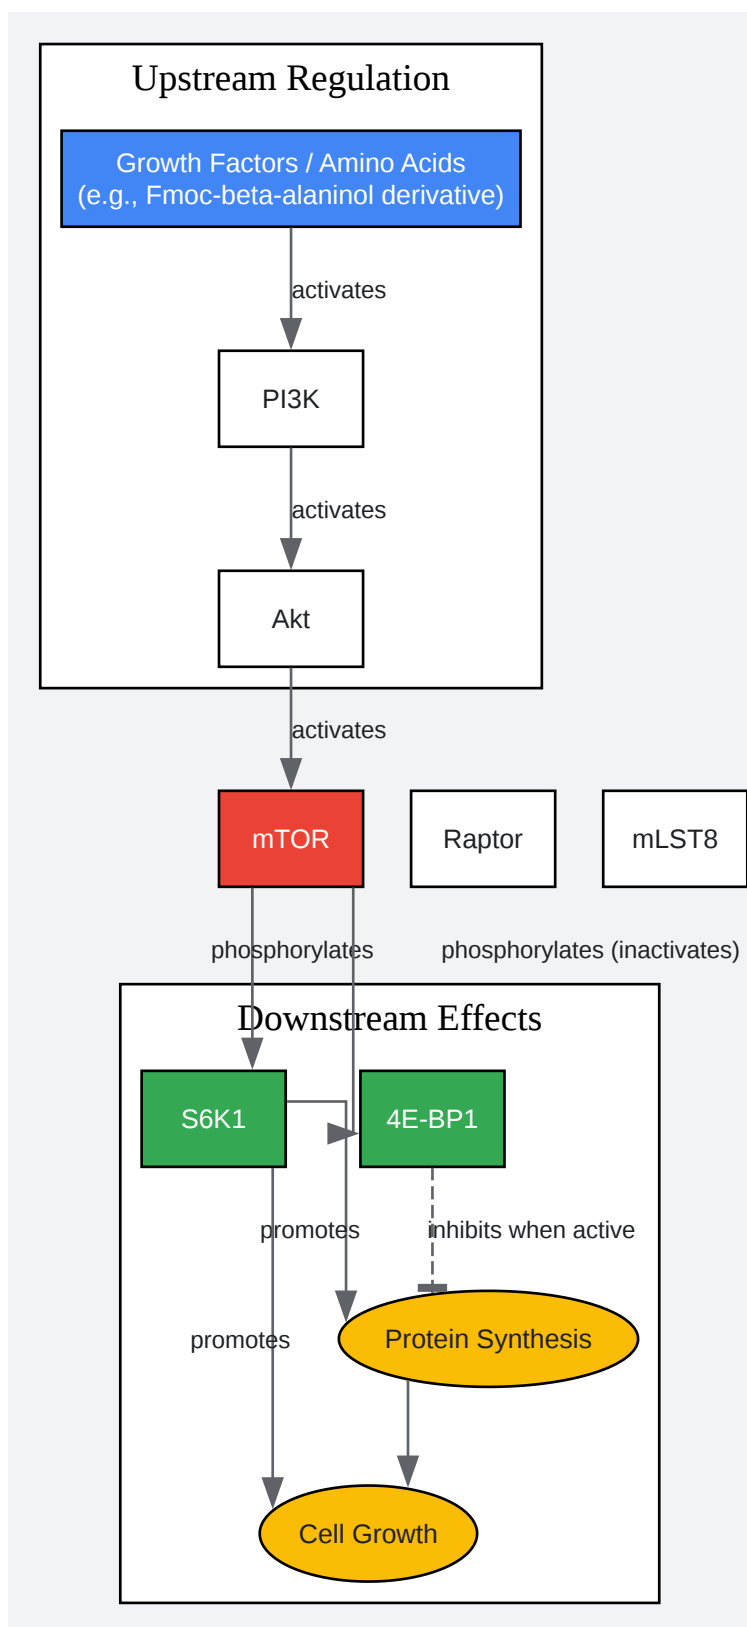 Upstream Regulation
Growth Factors / Amino Acids
(e.g., Fmoc-beta-alaninol derivative)
activates
PI3K
activates
Akt
activates
mTOR
Raptor
mLST8
phosphorylates
phosphorylates (inactivates)
Downstream Effects
S6K1
4E-BP1
promotes
inhibits when active
promotes
Protein Synthesis
Cell Growth